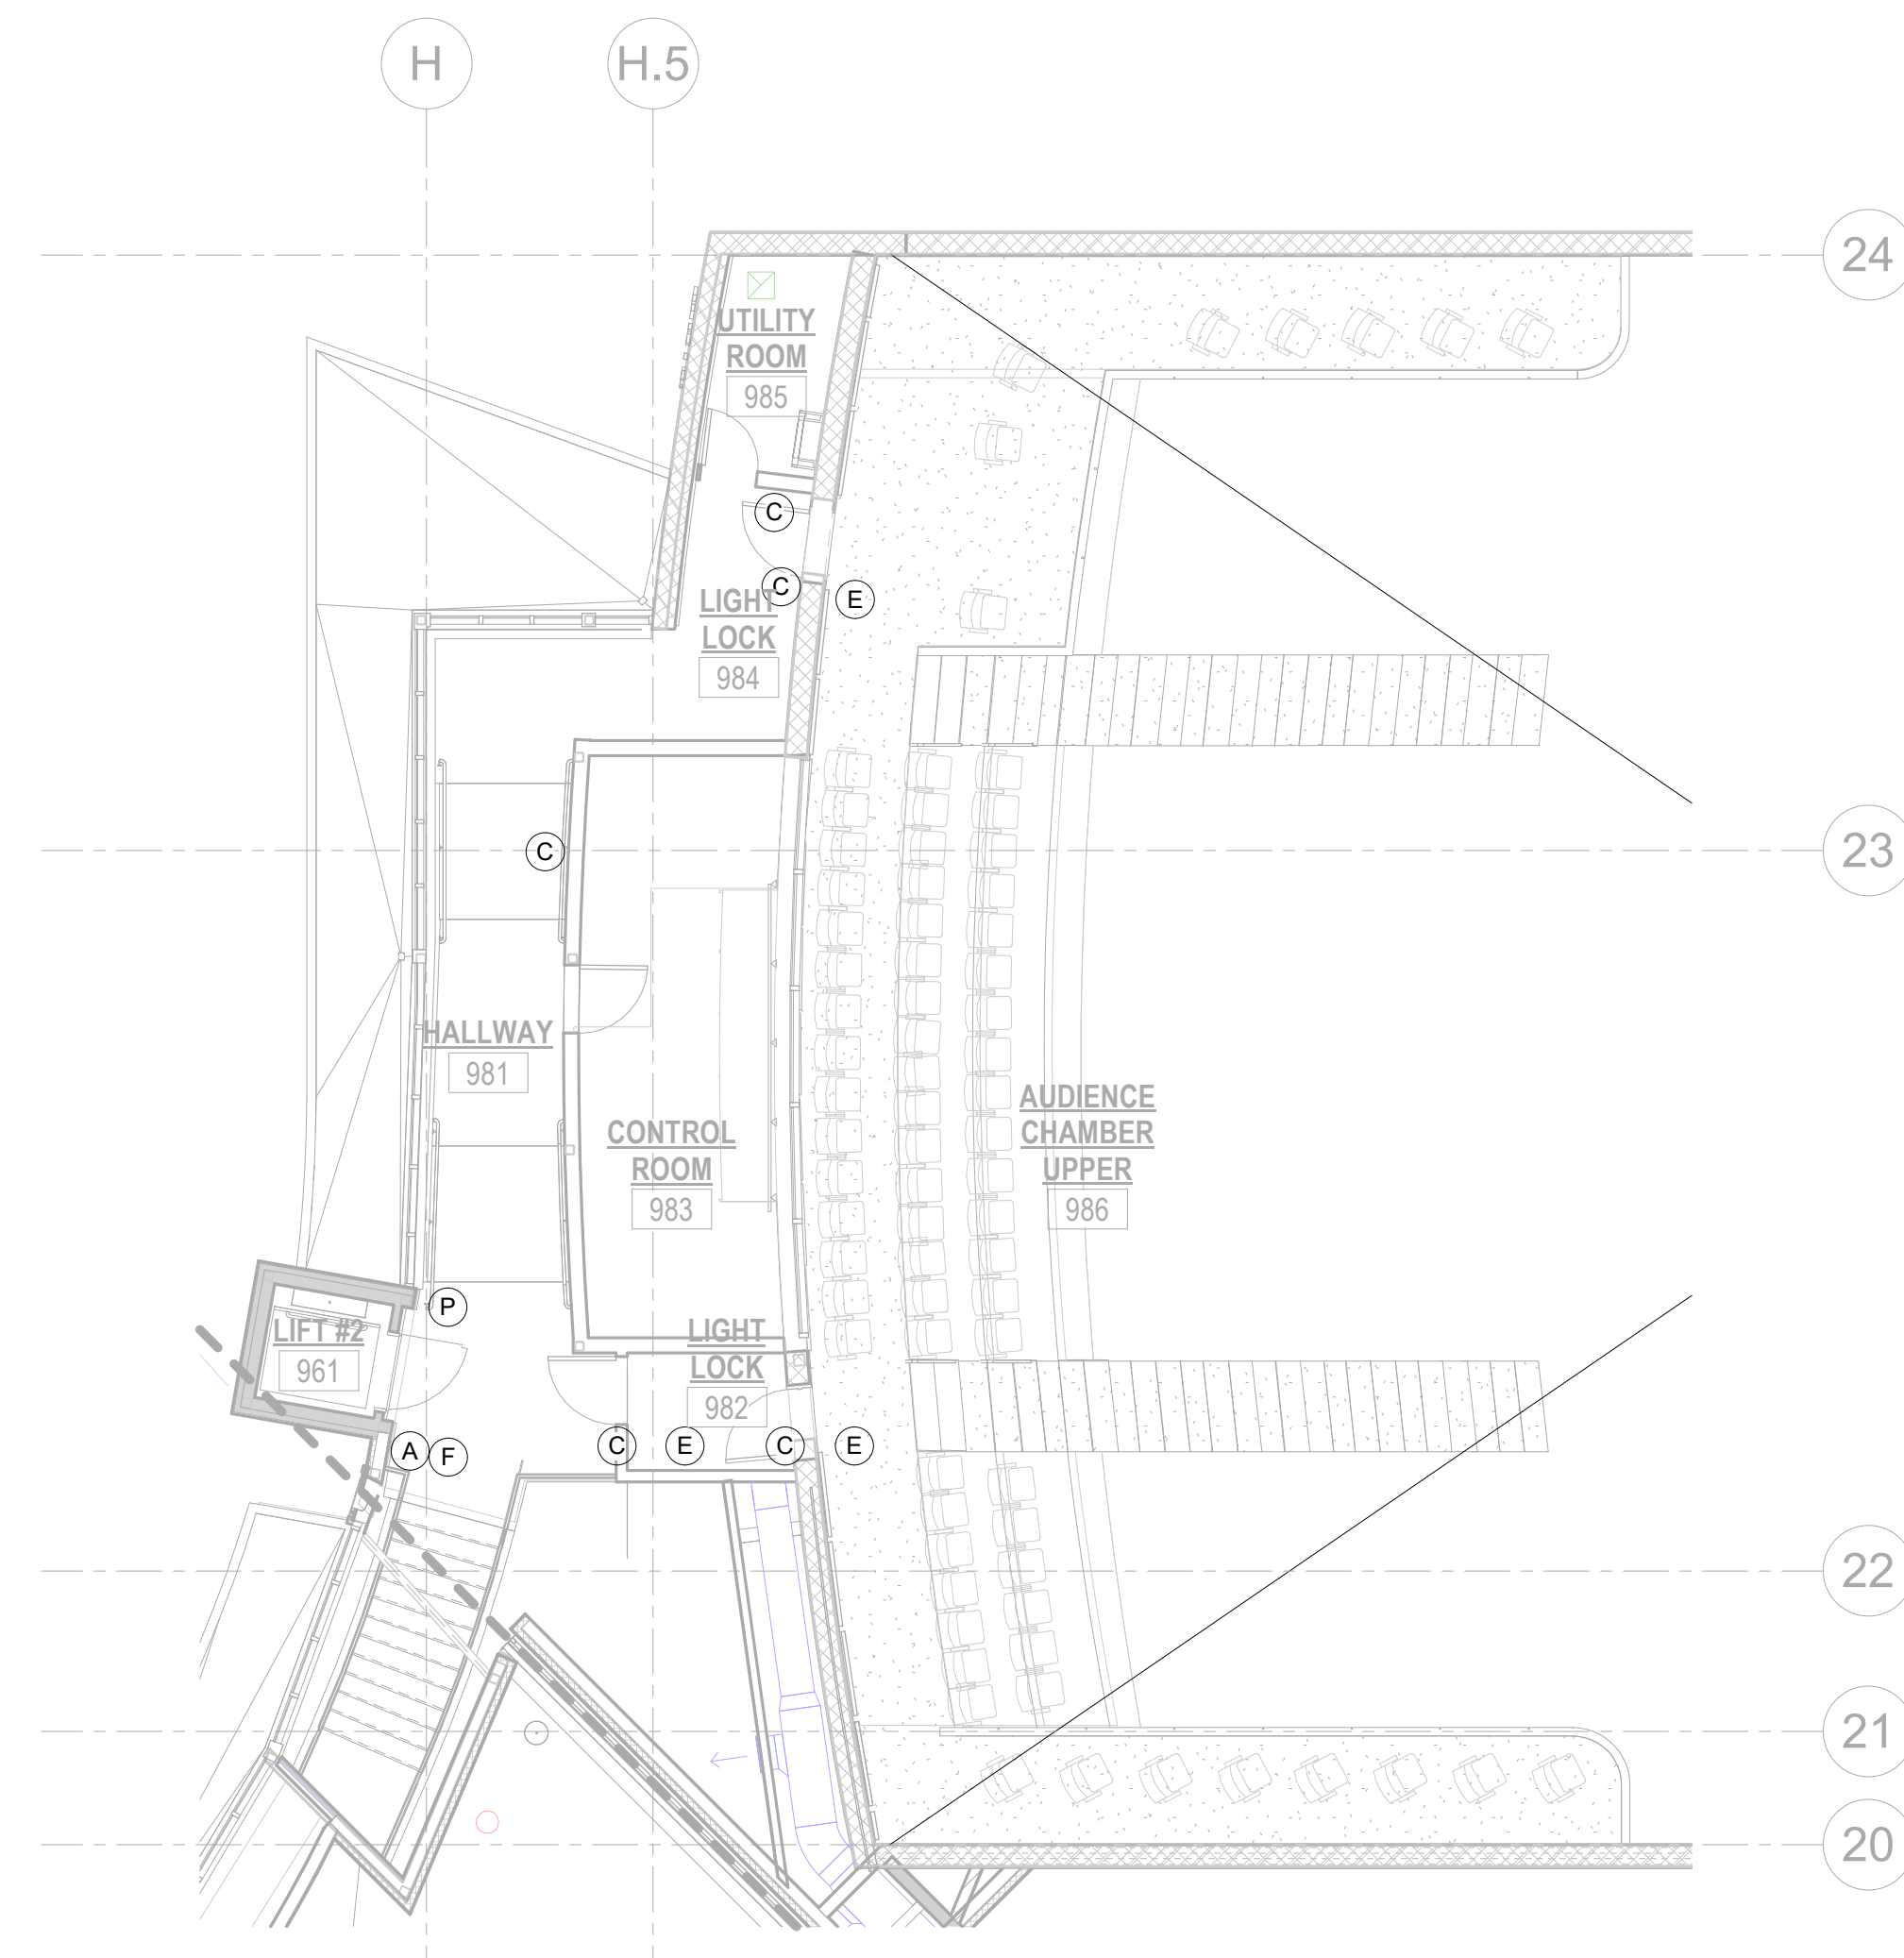 H
H.5
24
UTILITY
ROOM
985
C
C
E
LIGHT
LOCK
984
23
C
HALLWAY
981
AUDIENCE
CHAMBER
UPPER
986
CONTROL
ROOM
983
P
LIFT #2
961
LIGHT
LOCK
982
A
F
C
E
C
E
22
21
20